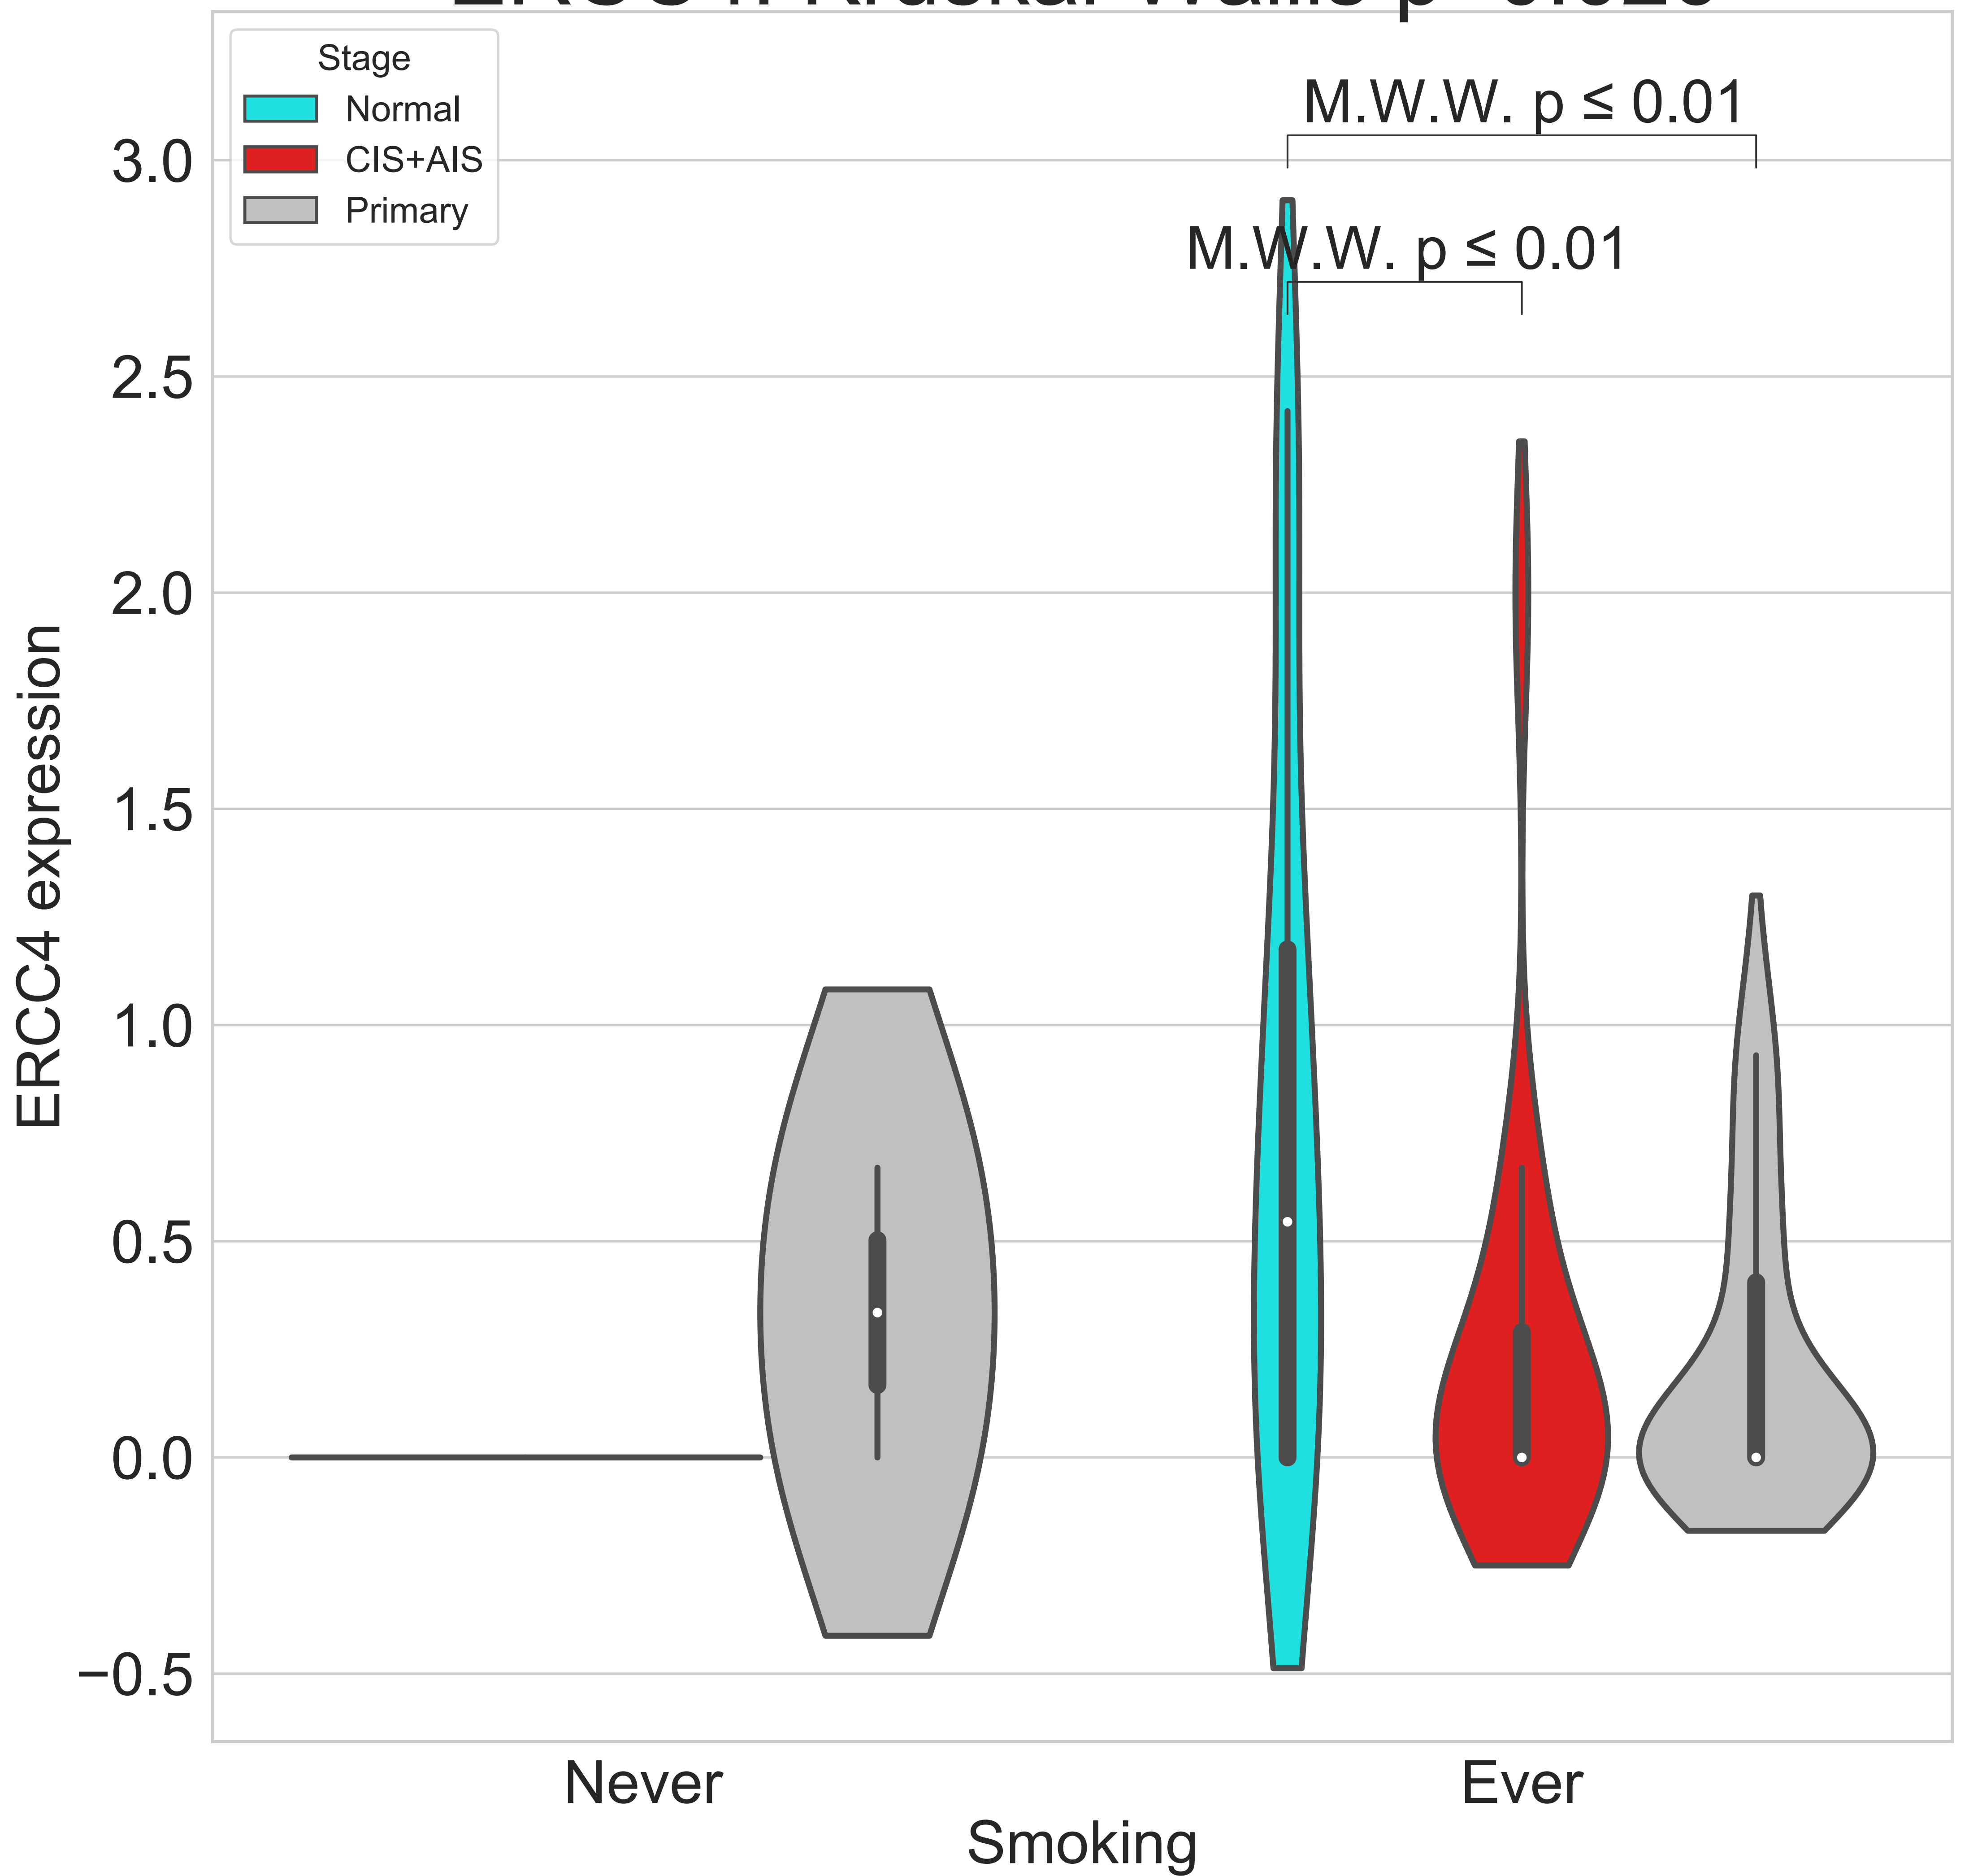 Stage
Normal
CIS+AIS
Primary
M.W.W. p ≤ 0.01
M.W.W. p ≤ 0.01
3.0
2.5
2.0
1.5
1.0
0.5
0.0
−0.5
ERCC4 expression
Never
Ever
Smoking